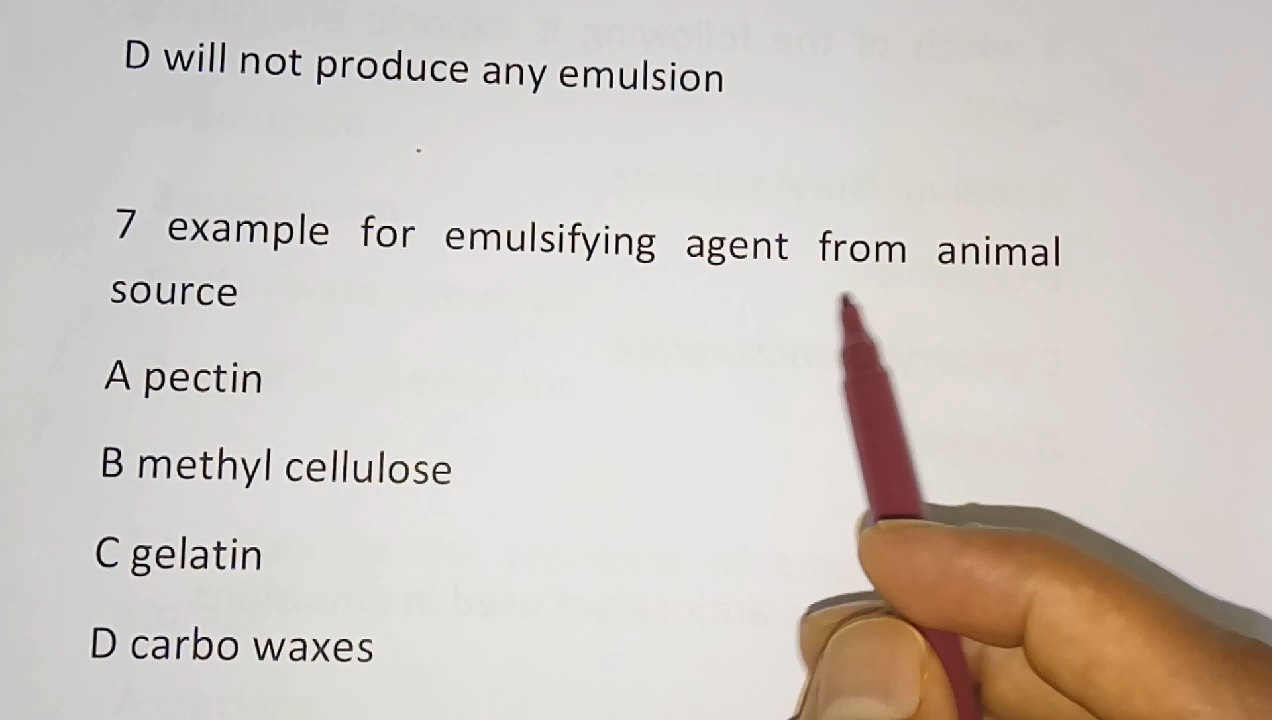 D will not produce any emulsion
7 example for emulsifying agent from animal
source
A pectin
B methyl cellulose
C gelatin
D carbo waxes